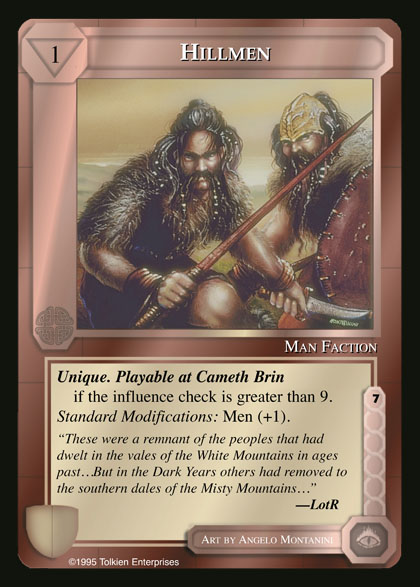 1
HILLMEN
MAN FACTION
Unique. Playable at Cameth Brin
if the influence check is greater than 9.
Standard Modifications: Men (+1).
7
“These were a remnant of the peoples that had
dwelt in the vales of the White Mountains in ages
past…But in the Dark Years others had removed to
the southern dales of the Misty Mountains…”
—LotR
ART BY ANGELO MONTANINI
©1995 Tolkien Enterprises